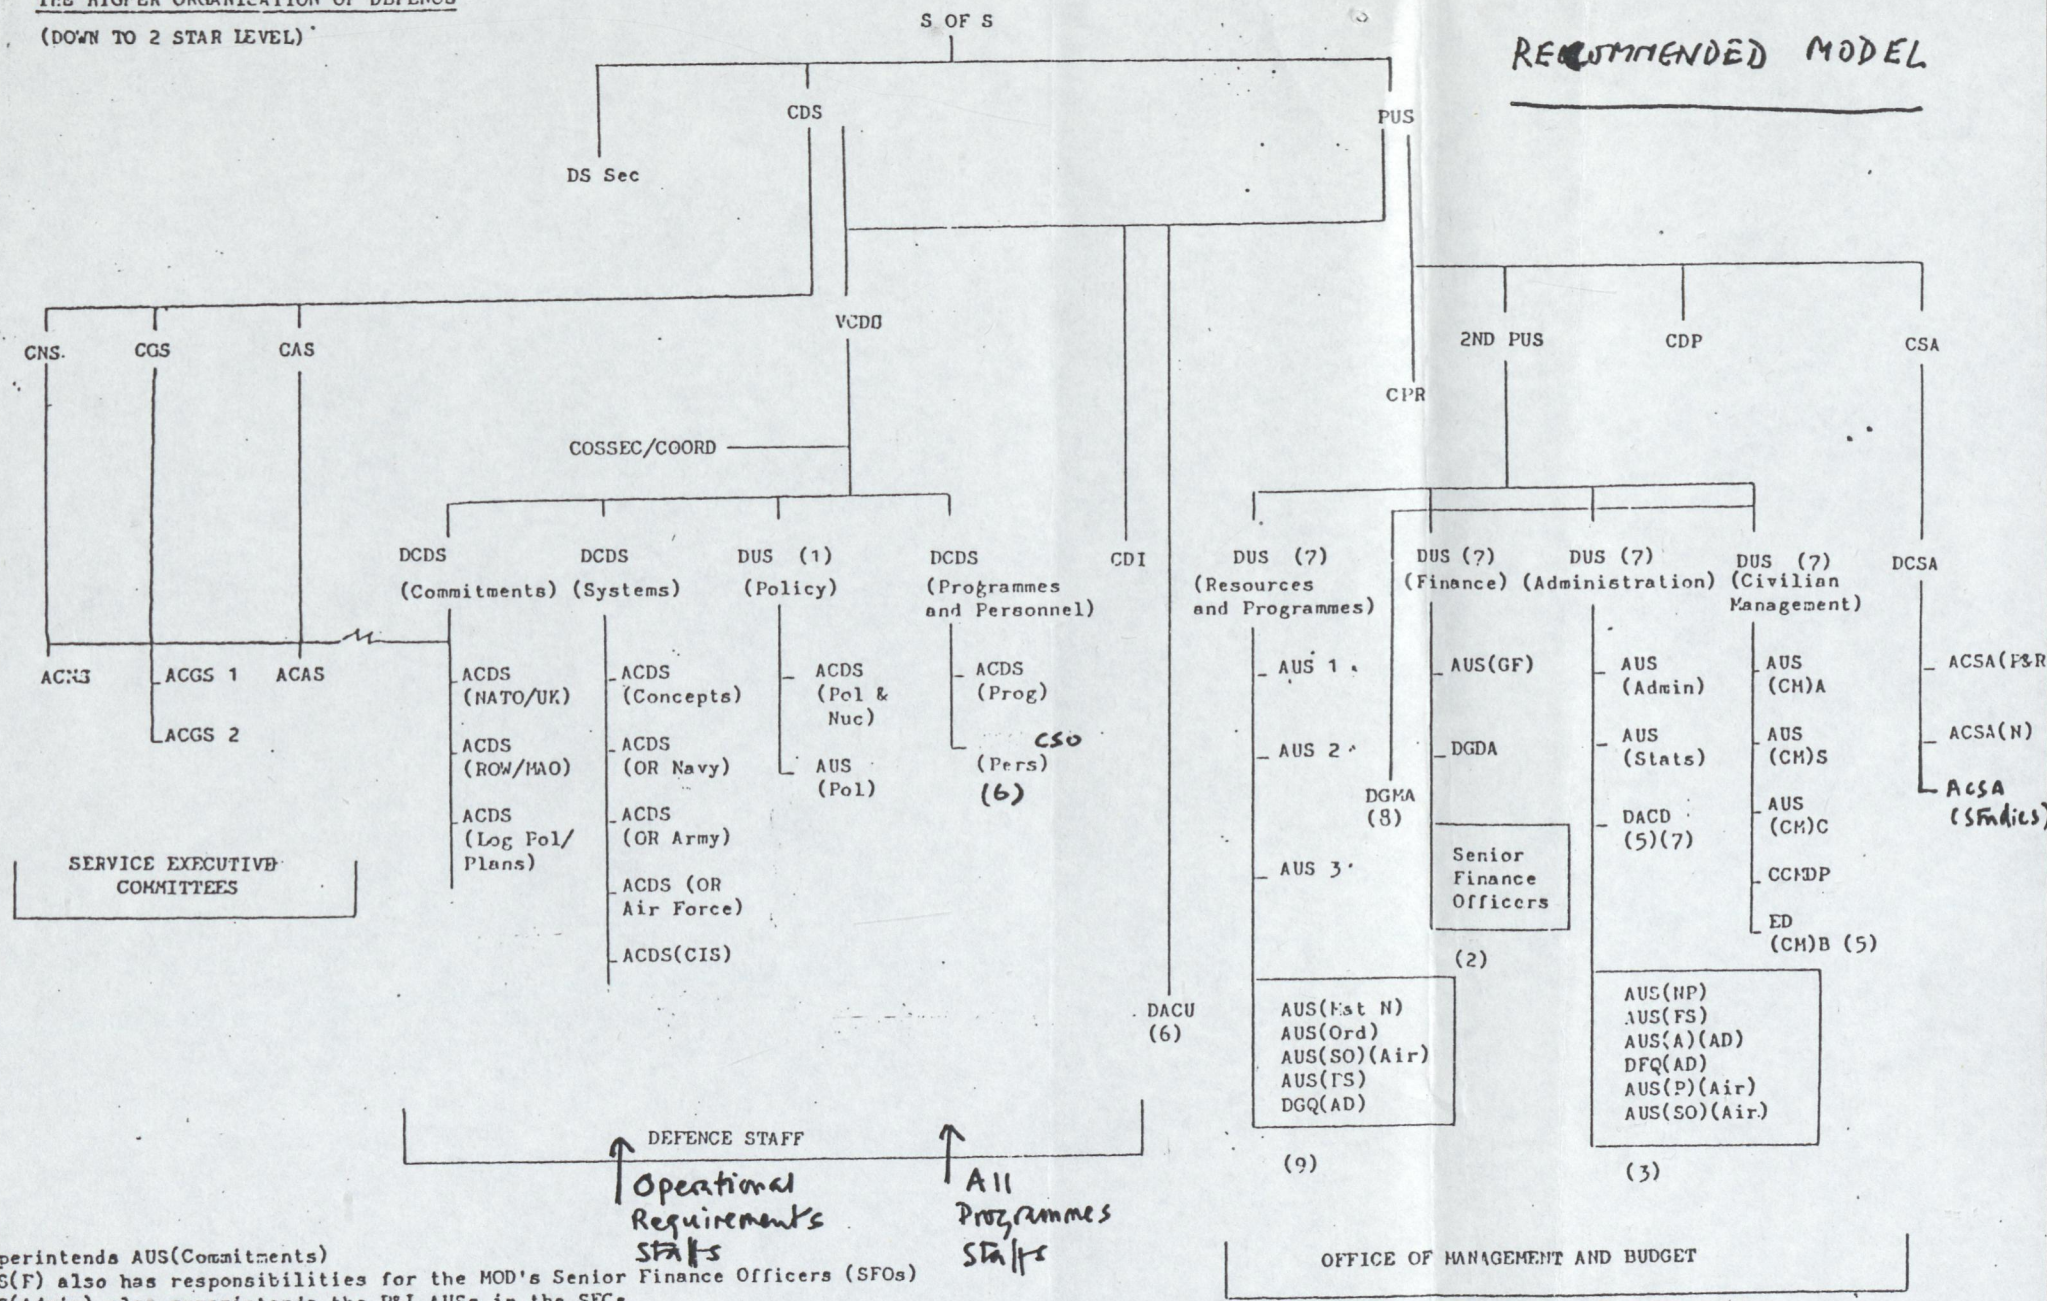 THE HIGHER ORGANISATION OF DEFENCE
(DOWN TO 2 STAR LEVEL)
S OF S
RECOMMENDED MODEL
CDS
PUS
DS Sec
CNS.
CGS
CAS
VCDS
2ND PUS
CDP
CSA
CPR
COSSEC/COORD
DCDS
(Commitments)
DCDS
(Systems)
DUS (1)
(Policy)
DCDS
(Programmes
and Personnel)
CDI
DUS (7)
(Resources
and Programmes)
DUS (7)
(Finance)
DUS (7)
(Administration)
DUS (7)
(Civilian
Management)
DCSA
ACNS
ACGS 1
ACGS 2
ACAS
ACDS
(NATO/UK)
ACDS
(ROW/MAO)
ACDS
(Log Pol/
Plans)
ACDS
(Concepts)
ACDS
(OR Navy)
ACDS
(OR Army)
ACDS (OR
Air Force)
ACDS(CIS)
ACDS
(Pol &
Nuc)
AUS
(Pol)
ACDS
(Prog)
CSO
(Pers)
(6)
DACU
(6)
AUS 1
AUS 2
AUS 3
DGMA
(8)
AUS(GF)
DGDA
Senior
Finance
Officers
(2)
AUS
(Admin)
AUS
(Stats)
DACD
(5)(7)
AUS
(CM)A
AUS
(CM)S
AUS
(CM)C
CCMDP
ED
(CM)B (5)
ACSA(P&R
ACSA(N)
ACSA
(Studies)
SERVICE EXECUTIVE
COMMITTEES
AUS(Mat N)
AUS(Ord)
AUS(SO)(Air)
AUS(FS)
DGQ(AD)
(9)
AUS(NP)
AUS(FS)
AUS(A)(AD)
DFQ(AD)
AUS(P)(Air)
AUS(SO)(Air)
(3)
DEFENCE STAFF
Operational
Requirements
Staffs
All
Programmes
Staffs
OFFICE OF MANAGEMENT AND BUDGET
perintends AUS(Commitments)
S(F) also has responsibilities for the MOD's Senior Finance Officers (SFOs)